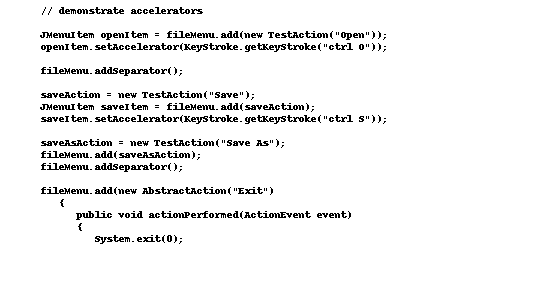 // demonstrate accelerators
JMenuItem openItem = fileMenu.add(new TestAction("Open"));
openItem.setAccelerator(KeyStroke.getKeyStroke("ctrl O"));
fileMenu.addSeparator();
saveAction = new TestAction("Save");
JMenuItem saveItem = fileMenu.add(saveAction);
saveItem.setAccelerator(KeyStroke.getKeyStroke("ctrl S"));
saveAsAction = new TestAction("Save As");
fileMenu.add(saveAsAction);
fileMenu.addSeparator();
fileMenu.add(new AbstractAction("Exit")
{
public void actionPerformed(ActionEvent event)
{
System.exit(0);